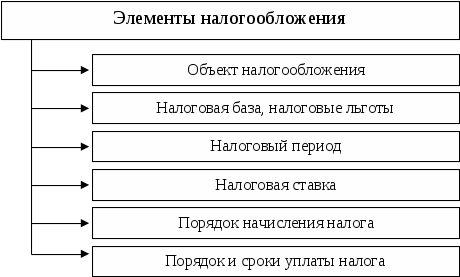 Элементы налогообложения
Объект налогообложения
Налоговая база, налоговые льготы
Налоговый период
Налоговая ставка
Порядок начисления налога
Порядок и сроки уплаты налога